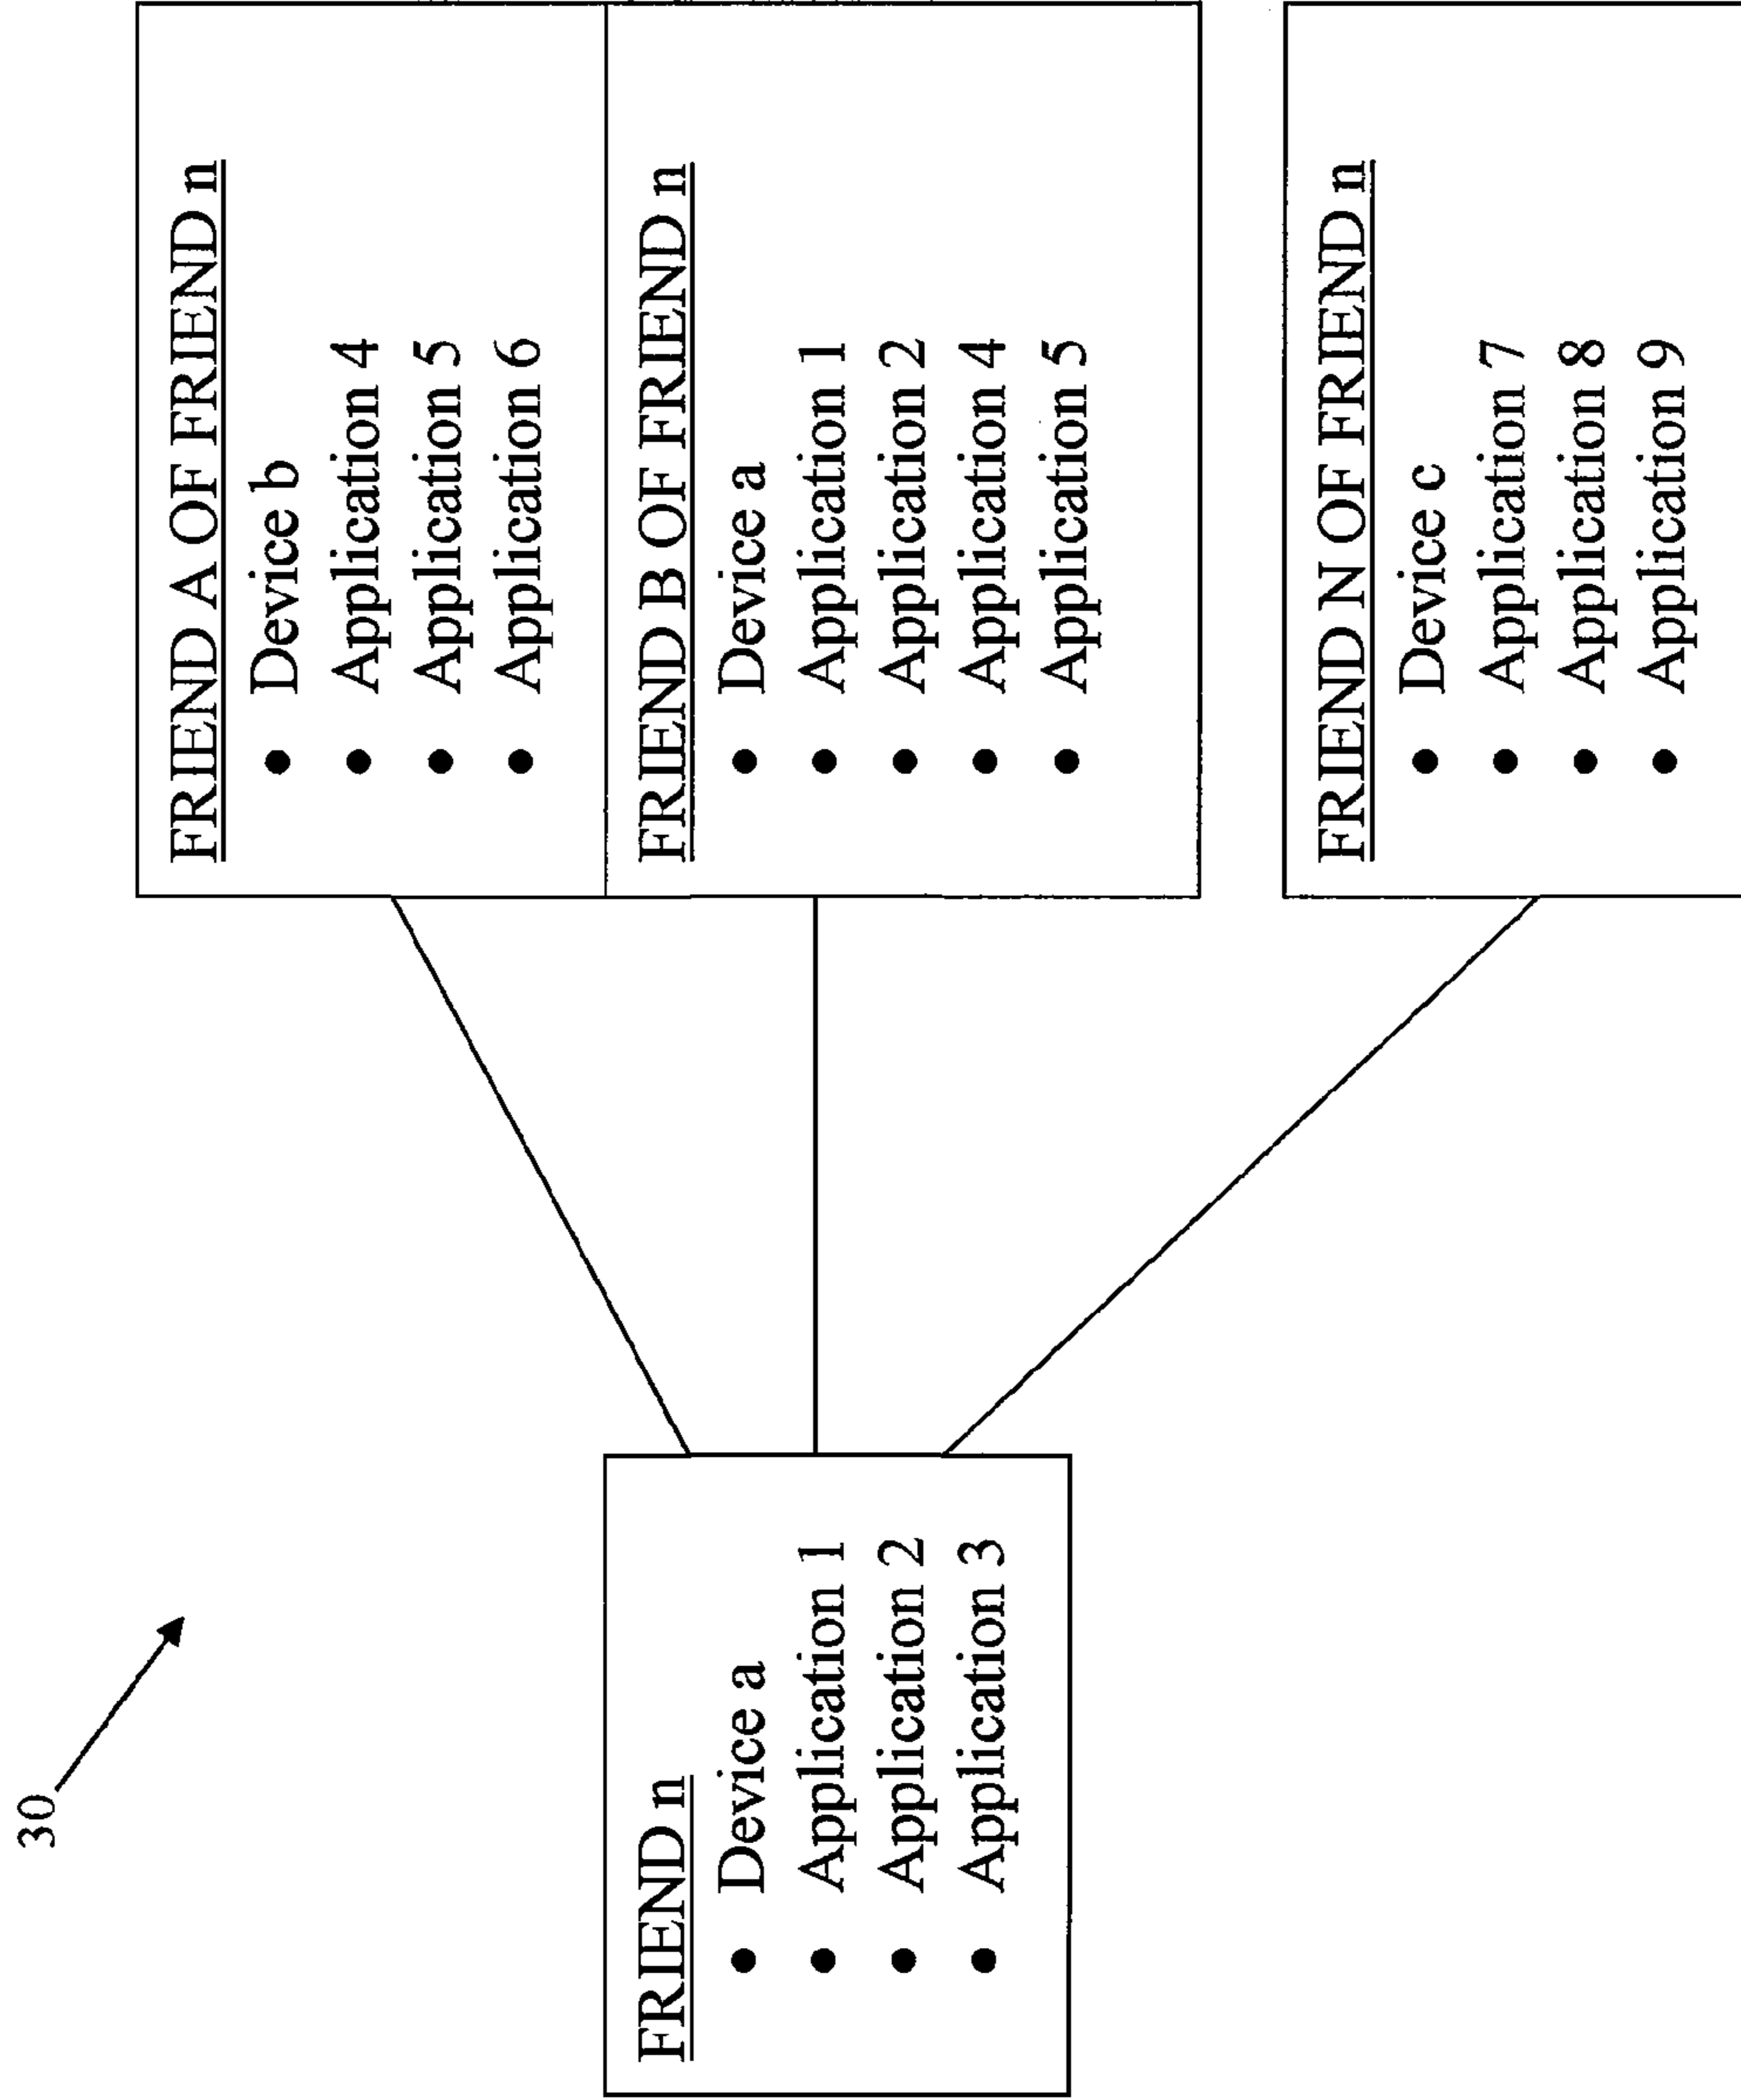 30
FRIEND n
• Device a
• Application 1
• Application 2
• Application 3
FRIEND A OF FRIEND n
• Device b
• Application 4
• Application 5
• Application 6
FRIEND B OF FRIEND n
• Device a
• Application 1
• Application 2
• Application 4
• Application 5
FRIEND N OF FRIEND n
• Device c
• Application 7
• Application 8
• Application 9